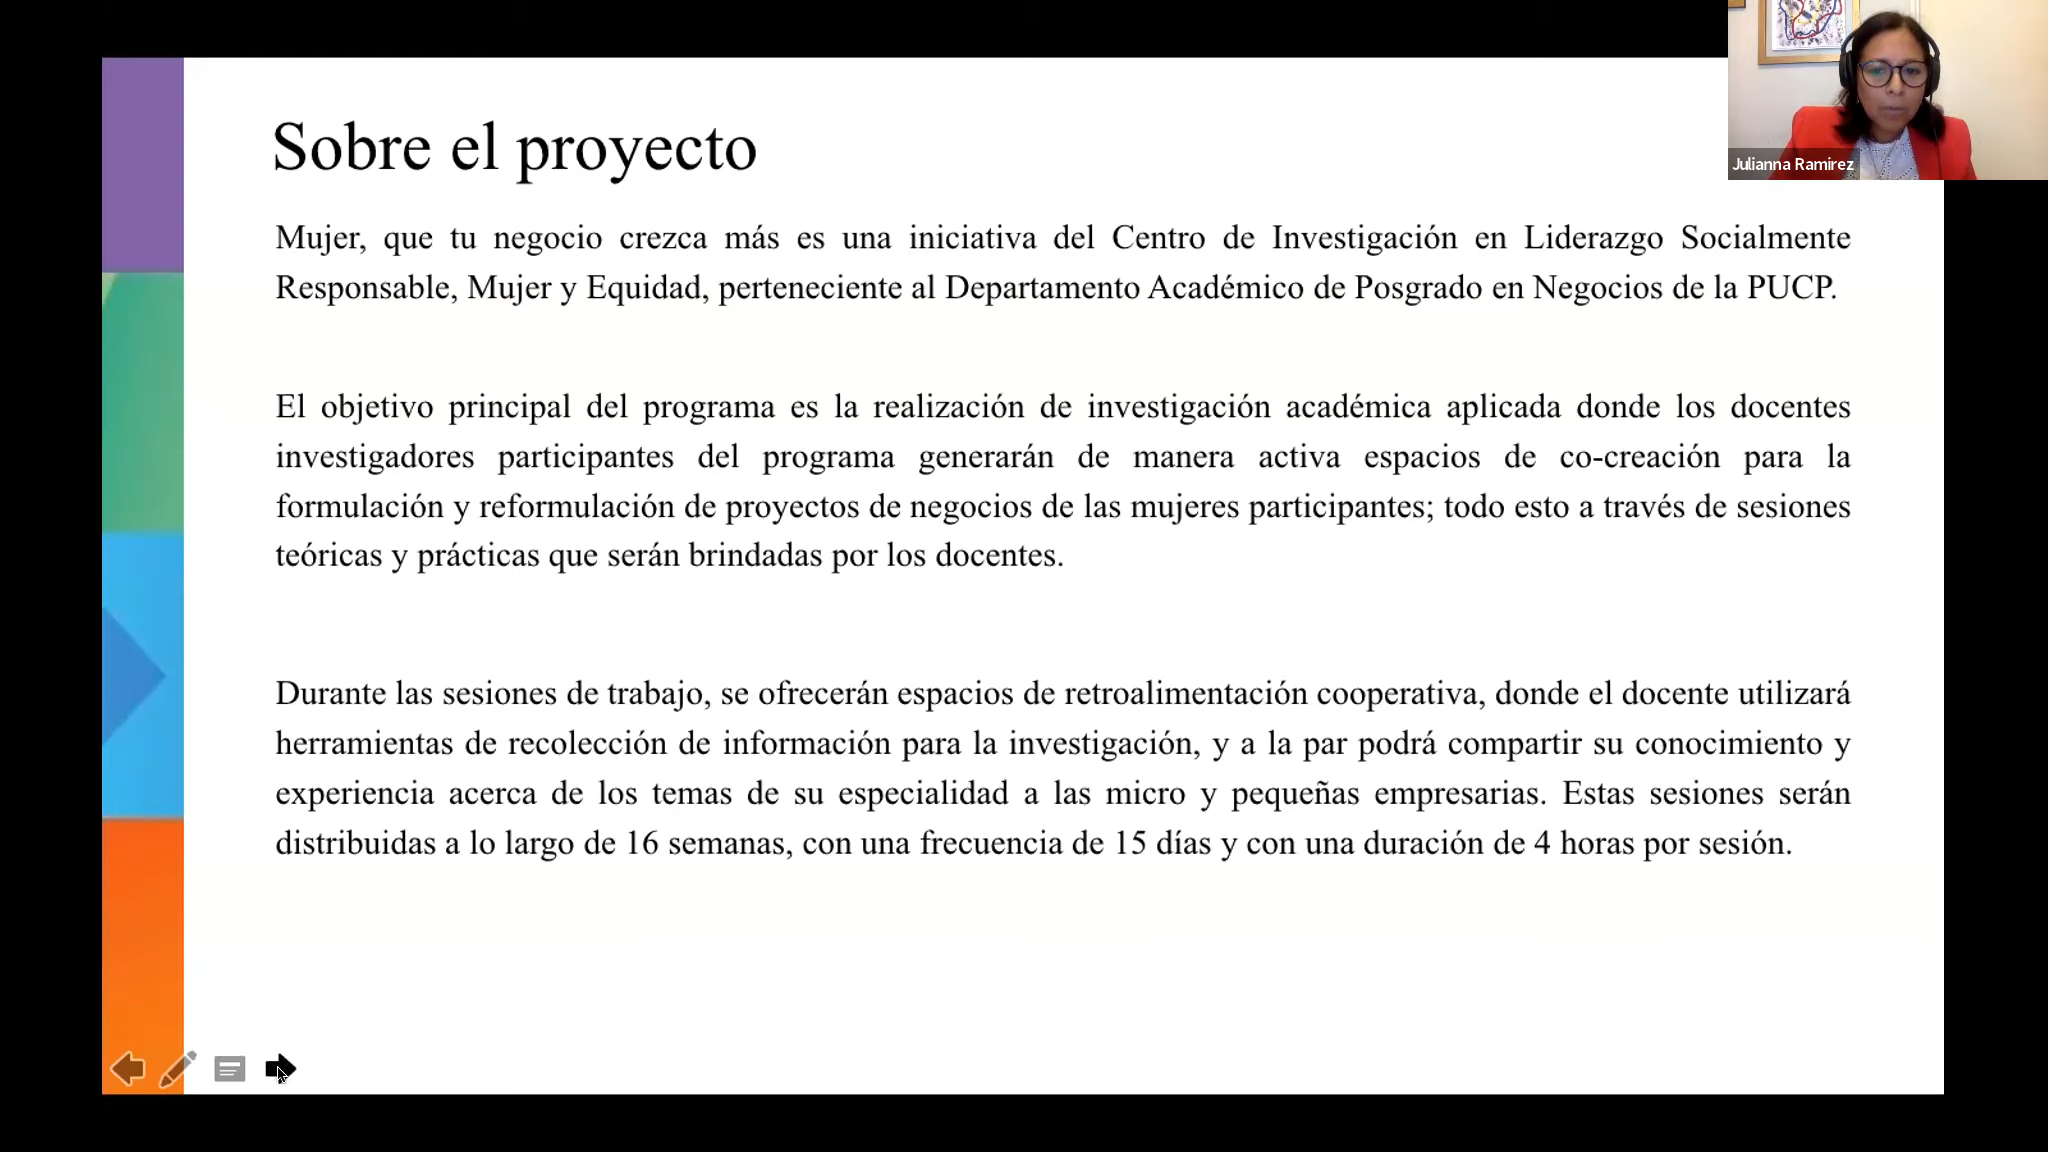 Sobre el proyecto
Julianna Ramirez
Mujer, que tu negocio crezca más es una iniciativa del Centro de Investigación en Liderazgo Socialmente
Responsable, Mujer y Equidad, perteneciente al Departamento Académico de Posgrado en Negocios de la PUCP.
El objetivo principal del programa es la realización de investigación académica aplicada donde los docentes
investigadores participantes del programa generarán de manera activa espacios de co-creación para la
formulación y reformulación de proyectos de negocios de las mujeres participantes; todo esto a través de sesiones
teóricas y prácticas que serán brindadas por los docentes.
Durante las sesiones de trabajo, se ofrecerán espacios de retroalimentación cooperativa, donde el docente utilizará
herramientas de recolección de información para la investigación, y a la par podrá compartir su conocimiento y
experiencia acerca de los temas de su especialidad a las micro y pequeñas empresarias. Estas sesiones serán
distribuidas a lo largo de 16 semanas, con una frecuencia de 15 días y con una duración de 4 horas por sesión.